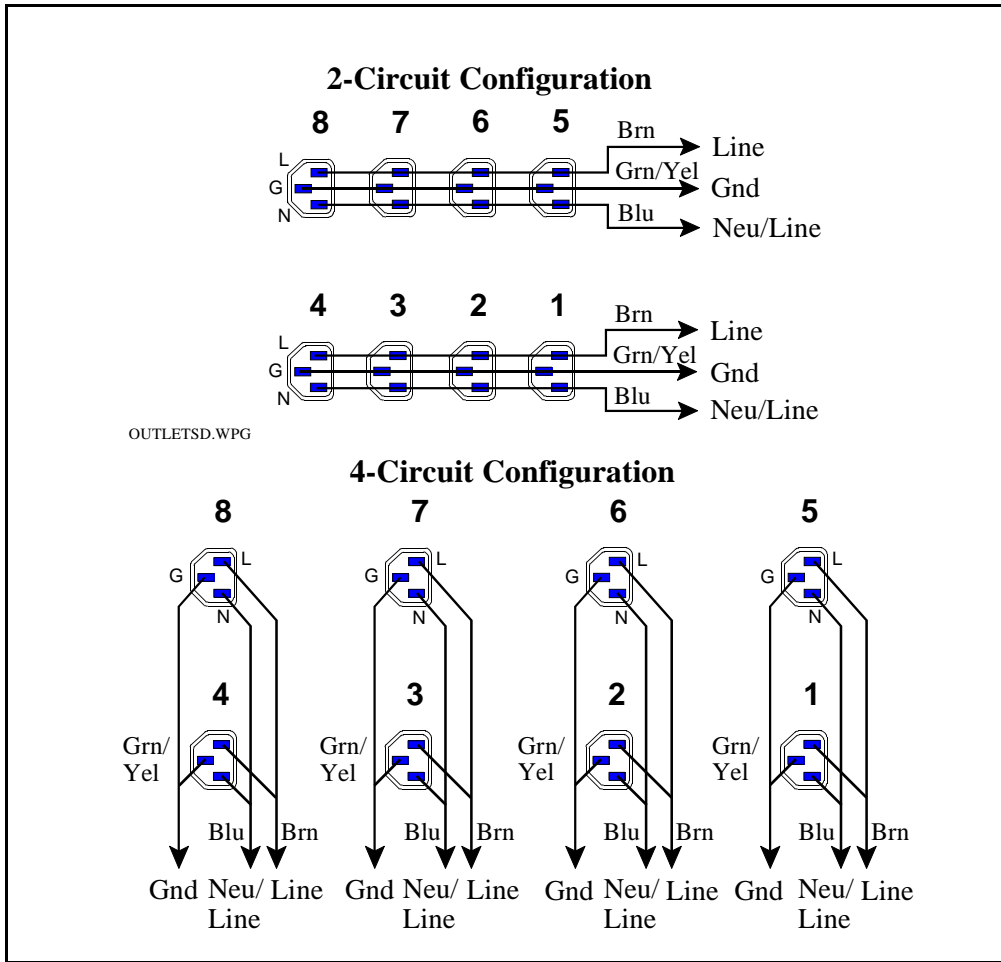 2-Circuit Configuration
8 7 6 5
Brn
L
Line
Grn/Yel
G
Gnd
Blu
N
Neu/Line
4 3 2 1
Brn
L
Line
Grn/Yel
G
Gnd
Blu
N
Neu/Line
OUTLETSD.WPG
4-Circuit Configuration
8 7 6 5
L L L L
G G G G
N N N N
4 3 2 1
Grn/ Grn/ Grn/ Grn/
Yel Yel Yel Yel
Blu Brn Blu Brn Blu Brn Blu Brn
Gnd Neu/ Line Gnd Neu/ Line Gnd Neu/ Line Gnd Neu/ Line
Line Line Line Line